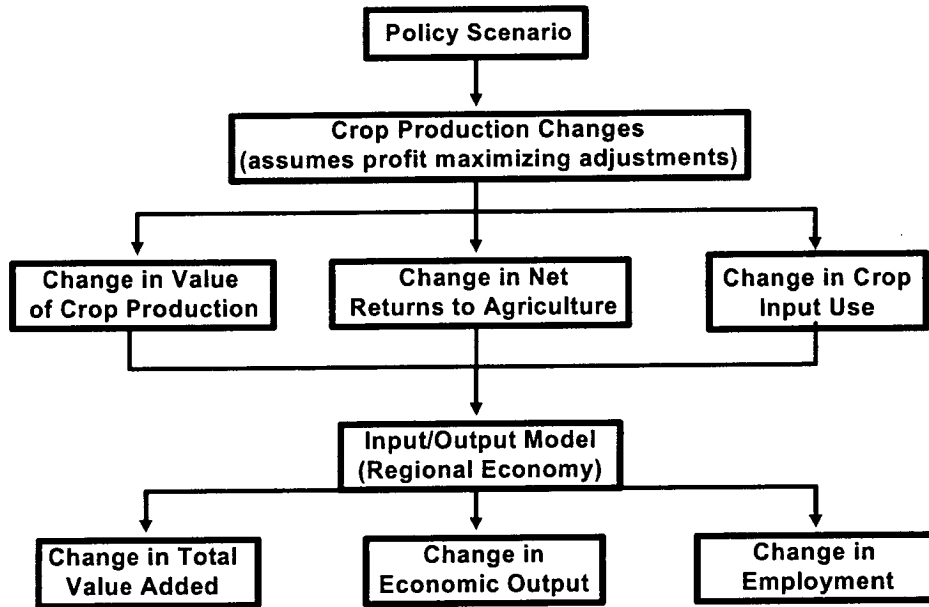 Policy Scenario
Crop Production Changes
(assumes profit maximizing adjustments)
Change in Value
of Crop Production
Change in Net
Returns to Agriculture
Change in Crop
Input Use
Input/Output Model
(Regional Economy)
Change in Total
Value Added
Change in
Economic Output
Change in
Employment